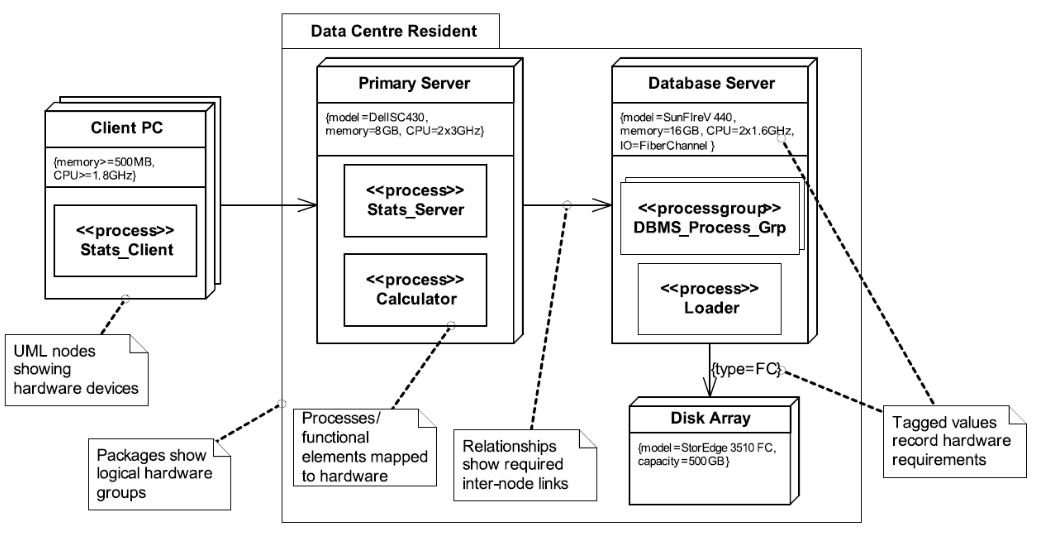 Data Centre Resident
Primary Server
{model=DellSC430,
memory=8GB, CPU=2x3GHz}
<<process>>
Stats_Server
<<process>>
Calculator
Database Server
{model=SunFIreV 440,
memory=16GB, CPU=2x1.6GHz,
IO=FiberChannel }
<<processgroup>>
DBMS_Process_Grp
<<process>>
Loader
Client PC
{memory>=500MB,
CPU>=1.8GHz}
<<process>>
Stats_Client
{type=FC}
Disk Array
{model=StorEdge 3510 FC,
capacity=500GB}
UML nodes
showing
hardware devices
Packages show
logical hardware
groups
Processes/
functional
elements mapped
to hardware
Relationships
show required
inter-node links
Tagged values
record hardware
requirements